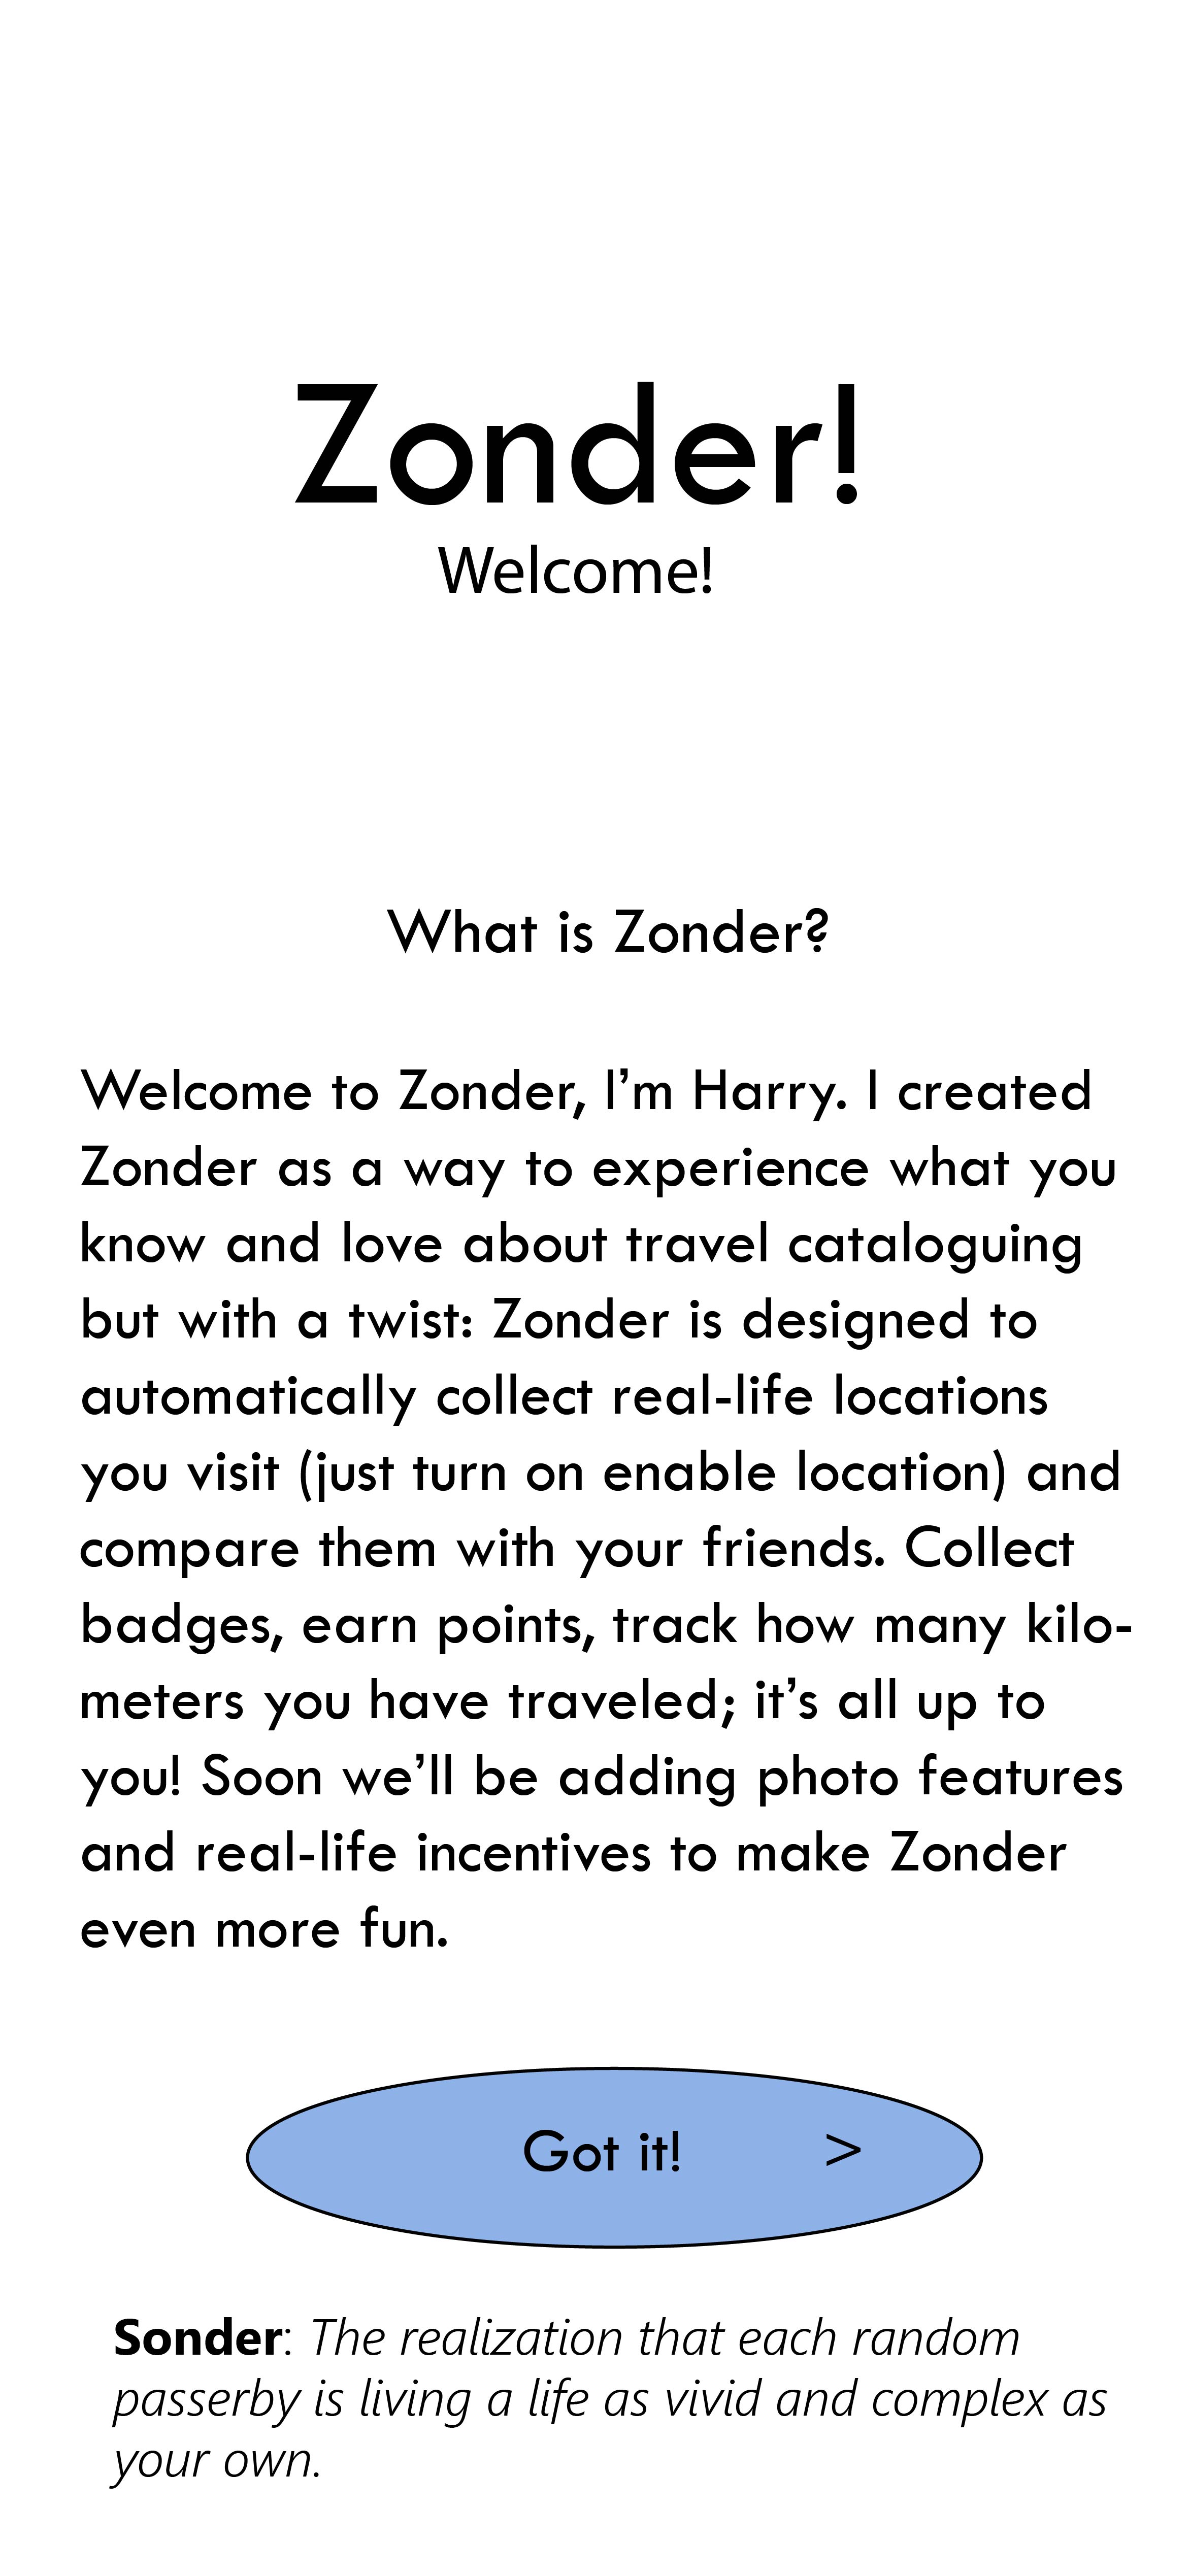 Zonder!
Welcome!
What is Zonder?
Welcome to Zonder, I’m Harry. I created
Zonder as a way to experience what you
know and love about travel cataloguing
but with a twist: Zonder is designed to
automatically collect real-life locations
you visit (just turn on enable location) and
compare them with your friends. Collect
badges, earn points, track how many kilo-
meters you have traveled; it’s all up to
you! Soon we’ll be adding photo features
and real-life incentives to make Zonder
even more fun.
Got it! >
Sonder: The realization that each random
passerby is living a life as vivid and complex as
your own.